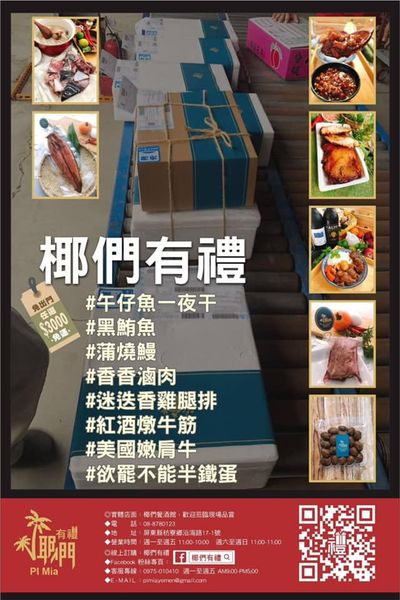 椰們有禮
免出門
任選
$3000
免運
#午仔魚一夜干
#黑鮪魚
#蒲燒鰻
#香香滷肉
#迷迭香雞腿排
#紅酒燉牛筋
#美國嫩肩牛
#欲罷不能半鐵蛋
椰們有禮
PI Mia
◎實體店面:椰們覺酒館,歡迎蒞臨現場品嘗
◆電 話:08-8780123
◆地 址:屏東縣枋寮鄉沿海路17-1號
◆營業時間:週一至週五 11:00-10:00 週六至週日 11:00-11:00
◎線上訂購:椰們有禮
◆Facebook 粉絲專頁:椰們有禮
◆客服專線:0975-010410 週一至週五 AM9:00-PM5:00
◆E-MAIL:pimiayemen@gmail.com
禮